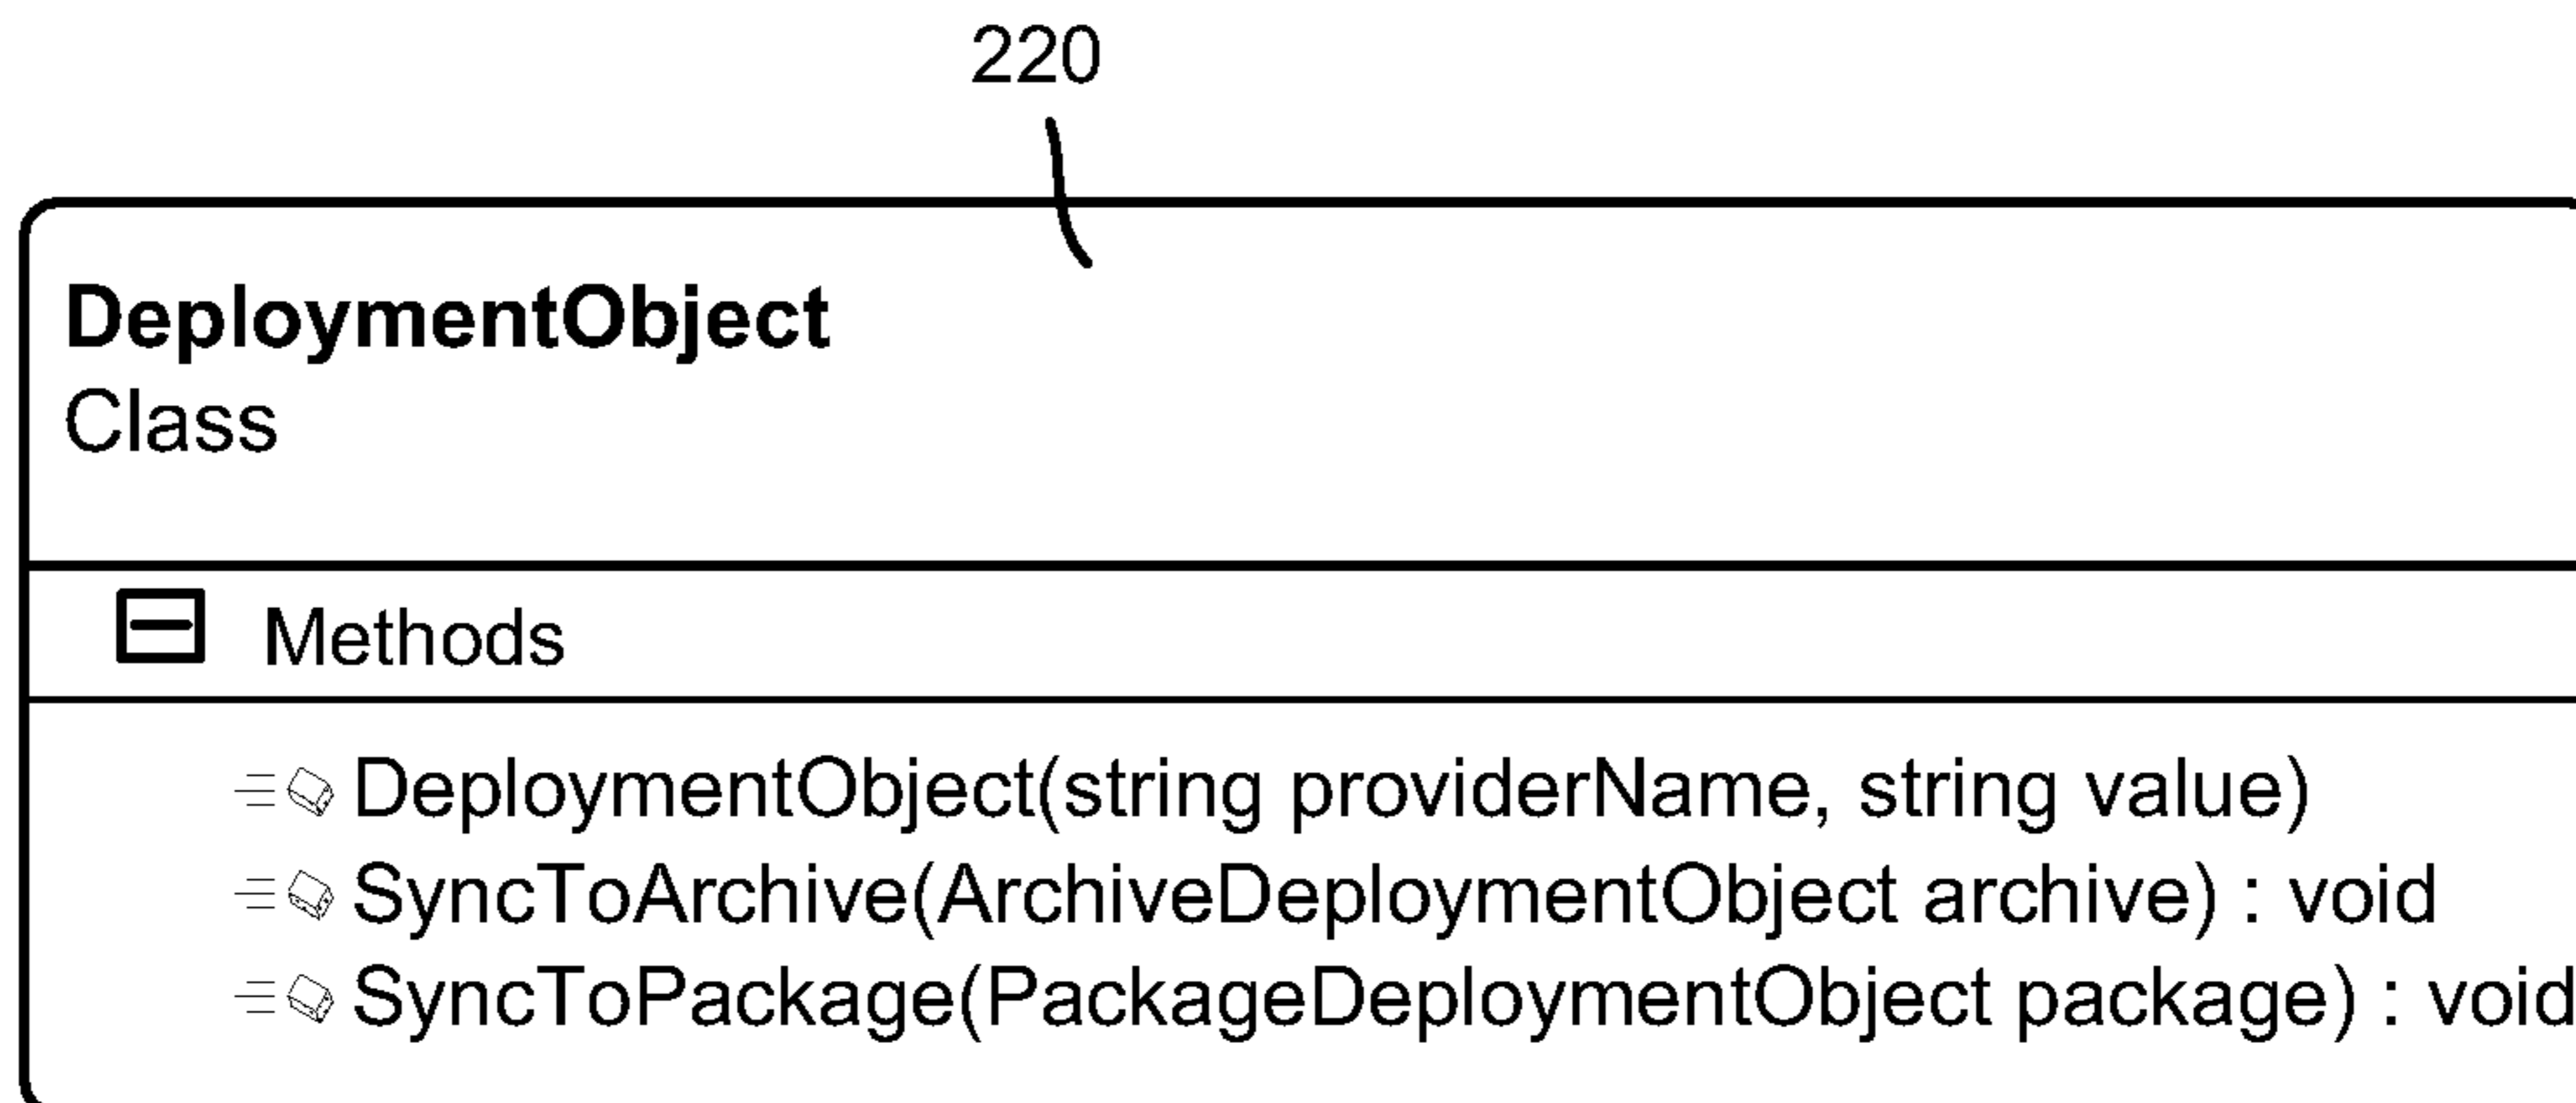 220
DeploymentObject
Class
Methods
DeploymentObject(string providerName, string value)
SyncToArchive(ArchiveDeploymentObject archive) : void
SyncToPackage(PackageDeploymentObject package) : void